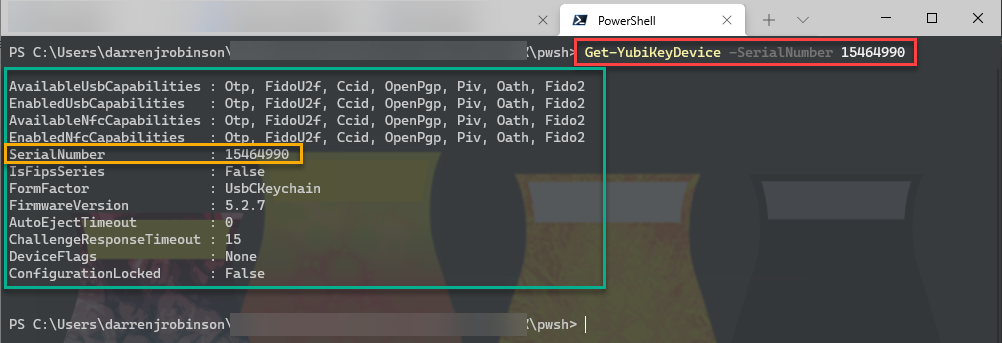 PowerShell
PS C:\Users\darrenjrobinson\ \pwsh> Get-YubiKeyDevice -SerialNumber 15464990
AvailableUsbCapabilities : Otp, FidoU2f, Ccid, OpenPgp, Piv, Oath, Fido2
EnabledUsbCapabilities : Otp, FidoU2f, Ccid, OpenPgp, Piv, Oath, Fido2
AvailableNfcCapabilities : Otp, FidoU2f, Ccid, OpenPgp, Piv, Oath, Fido2
EnabledNfcCapabilities : Otp, FidoU2f, Ccid, OpenPgp, Piv, Oath, Fido2
SerialNumber : 15464990
IsFipsSeries : False
FormFactor : UsbCKeychain
FirmwareVersion : 5.2.7
AutoEjectTimeout : 0
ChallengeResponseTimeout : 15
DeviceFlags : None
ConfigurationLocked : False
PS C:\Users\darrenjrobinson\ \pwsh>